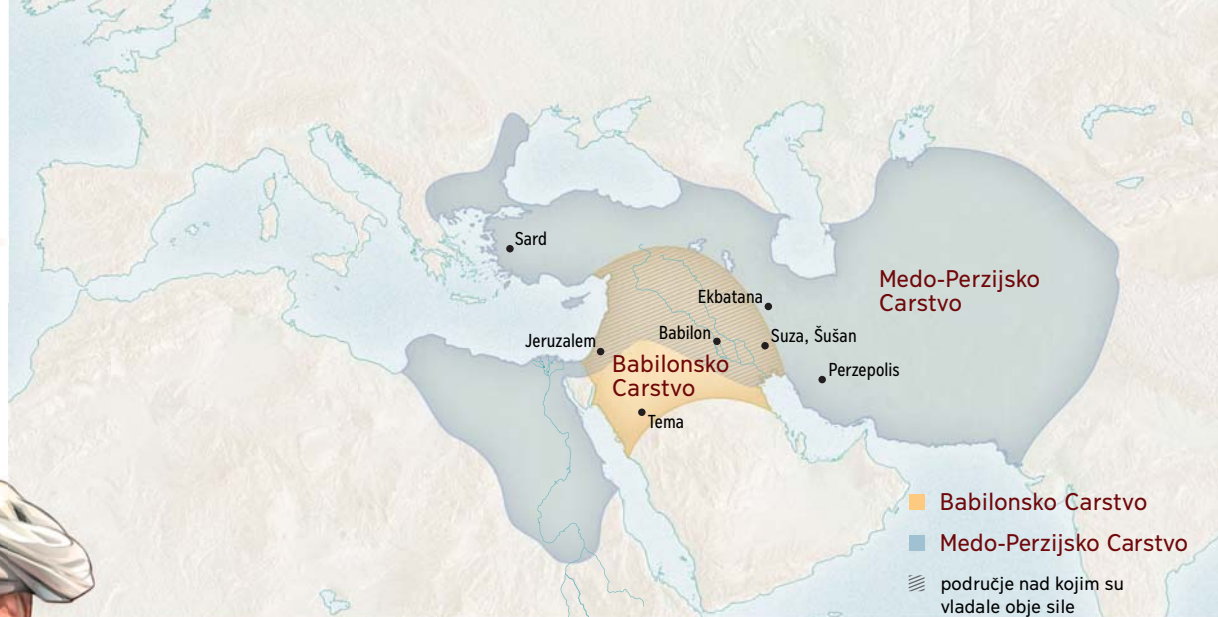 Sard
Medo-Perzijsko
Carstvo
Ekbatana
Jeruzalem
Babilon
Suza, Šušan
Babilonsko
Carstvo
Perzepolis
Tema
Babilonsko Carstvo
Medo-Perzijsko Carstvo
područje nad kojim su
vladale obje sile